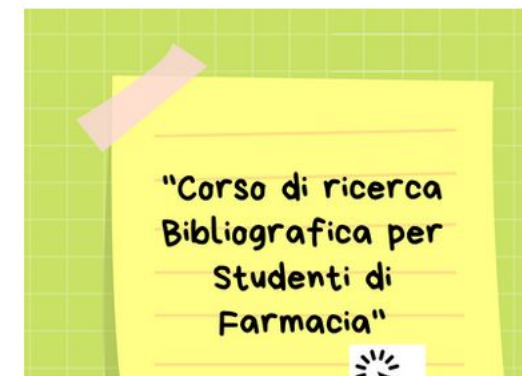 "Corso di ricerca
Bibliografica per
Studenti di
Farmacia"